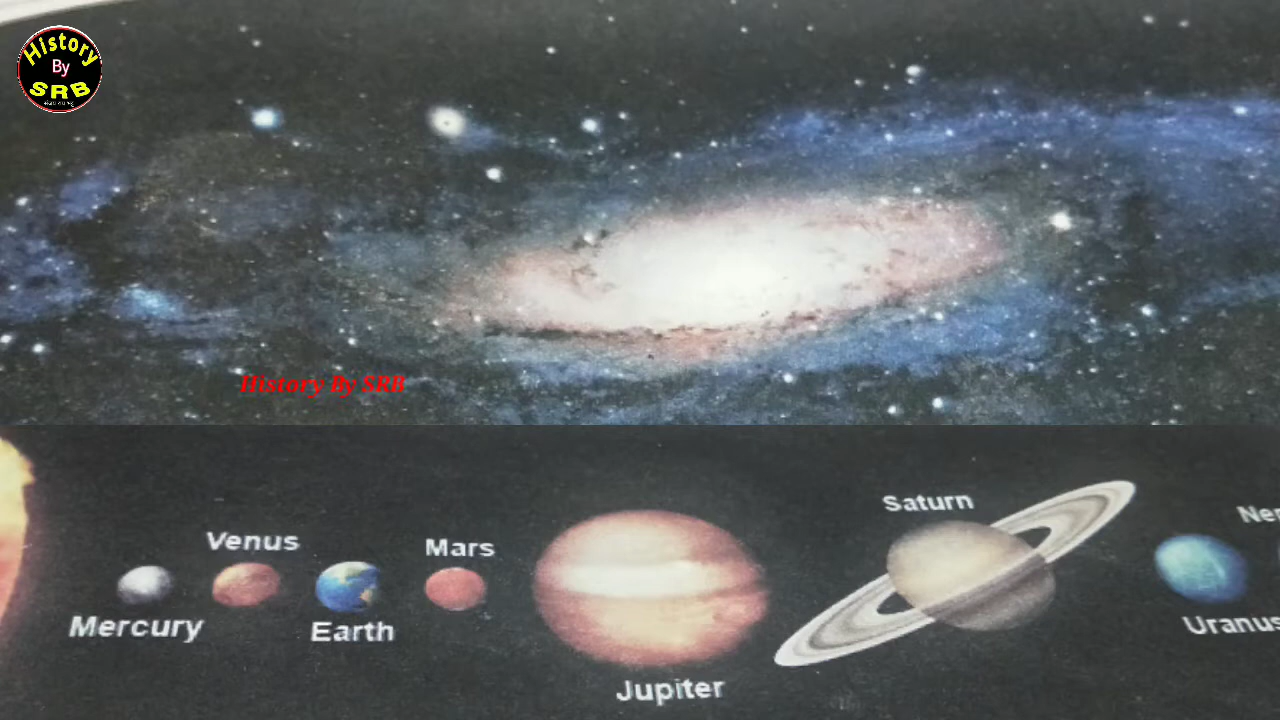 History
By
SRB
History By SRB
Saturn
Venus
Mars
Mercury
Earth
Uranus
Jupiter